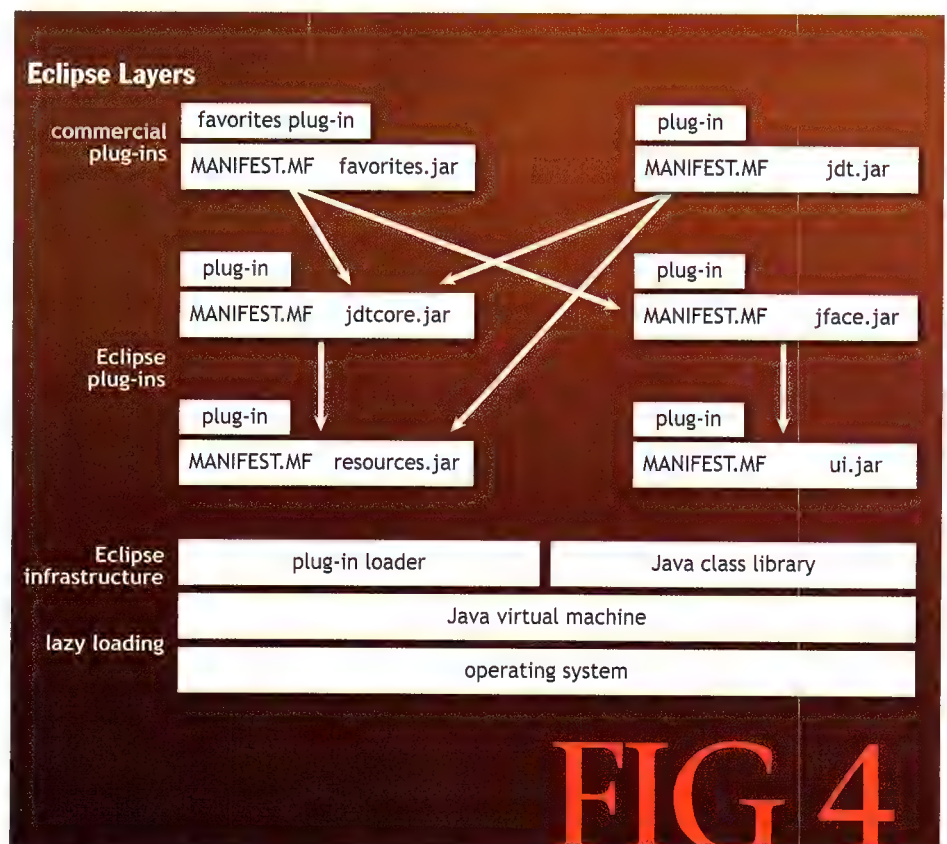 Eclipse Layers
commercial
plug-ins
favorites plug-in
MANIFEST.MF favorites.jar
plug-in
MANIFEST.MF jdt.jar
Eclipse
plug-ins
plug-in
MANIFEST.MF jdtcore.jar
plug-in
MANIFEST.MF jface.jar
plug-in
MANIFEST.MF resources.jar
plug-in
MANIFEST.MF ui.jar
Eclipse
infrastructure
plug-in loader
Java class library
lazy loading
Java virtual machine
operating system
FIG 4